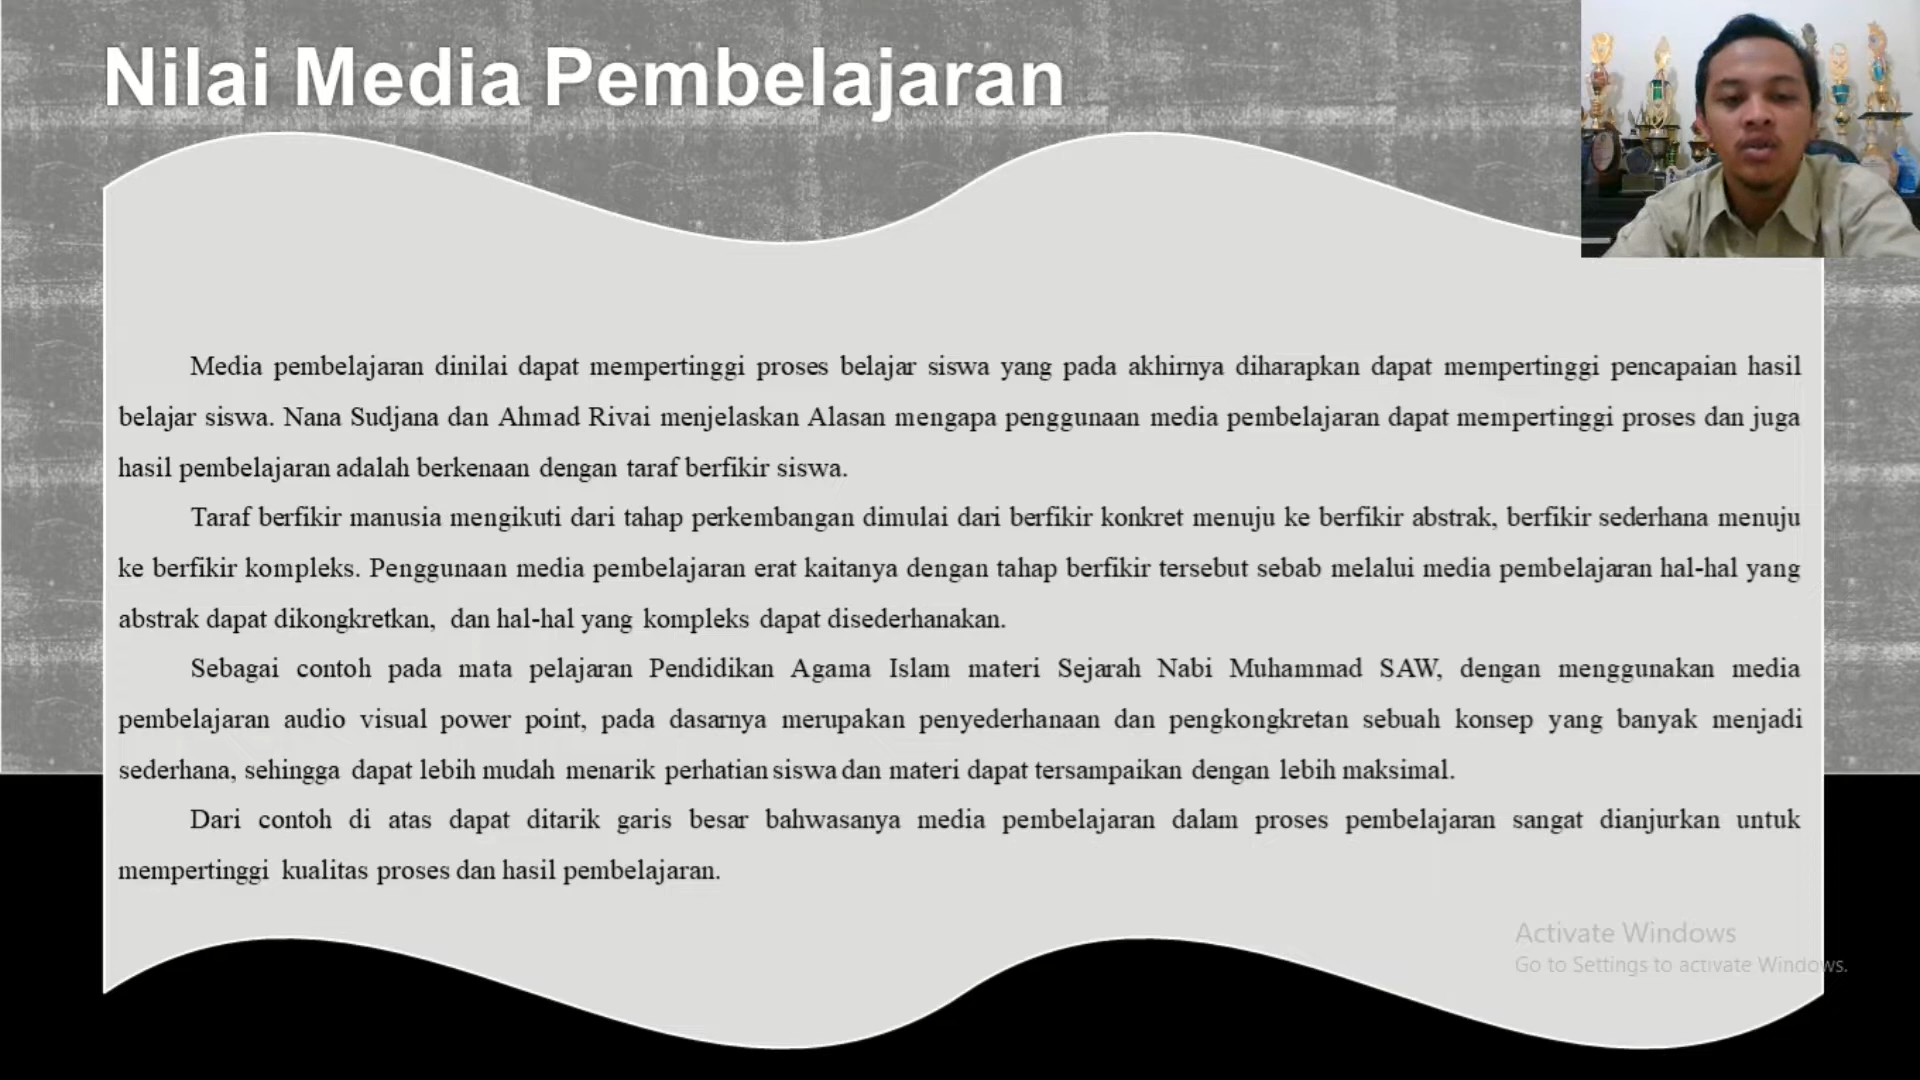 Nilai Media Pembelajaran
Media pembelajaran dinilai dapat mempertinggi proses belajar siswa yang pada akhirnya diharapkan dapat mempertinggi pencapaian hasil
belajar siswa. Nana Sudjana dan Ahmad Rivai menjelaskan Alasan mengapa penggunaan media pembelajaran dapat mempertinggi proses dan juga
hasil pembelajaran adalah berkenaan dengan taraf berfikir siswa.
Taraf berfikir manusia mengikuti dari tahap perkembangan dimulai dari berfikir konkret menuju ke berfikir abstrak, berfikir sederhana menuju
ke berfikir kompleks. Penggunaan media pembelajaran erat kaitanya dengan tahap berfikir tersebut sebab melalui media pembelajaran hal-hal yang
abstrak dapat dikongkretkan, dan hal-hal yang kompleks dapat disederhanakan.
Sebagai contoh pada mata pelajaran Pendidikan Agama Islam materi Sejarah Nabi Muhammad SAW, dengan menggunakan media
pembelajaran audio visual power point, pada dasarnya merupakan penyederhanaan dan pengkongkretan sebuah konsep yang banyak menjadi
sederhana, sehingga dapat lebih mudah menarik perhatian siswa dan materi dapat tersampaikan dengan lebih maksimal.
Dari contoh di atas dapat ditarik garis besar bahwasanya media pembelajaran dalam proses pembelajaran sangat dianjurkan untuk
mempertinggi kualitas proses dan hasil pembelajaran.
Activate Windows
Go to Settings to activate Windows.